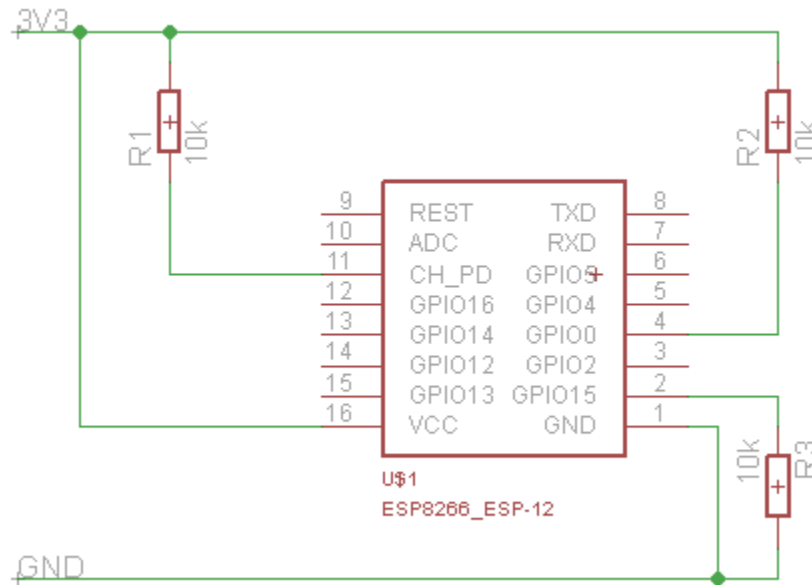 3V3
R1
10k
R2
10k
9 REST TXD 8
10 ADC RXD 7
11 CH_PD GPIO5 6
12 GPIO16 GPIO4 5
13 GPIO14 GPIO0 4
14 GPIO12 GPIO2 3
15 GPIO13 GPIO15 2
16 VCC GND 1
10k
R3
U$1
ESP8266_ESP-12
GND